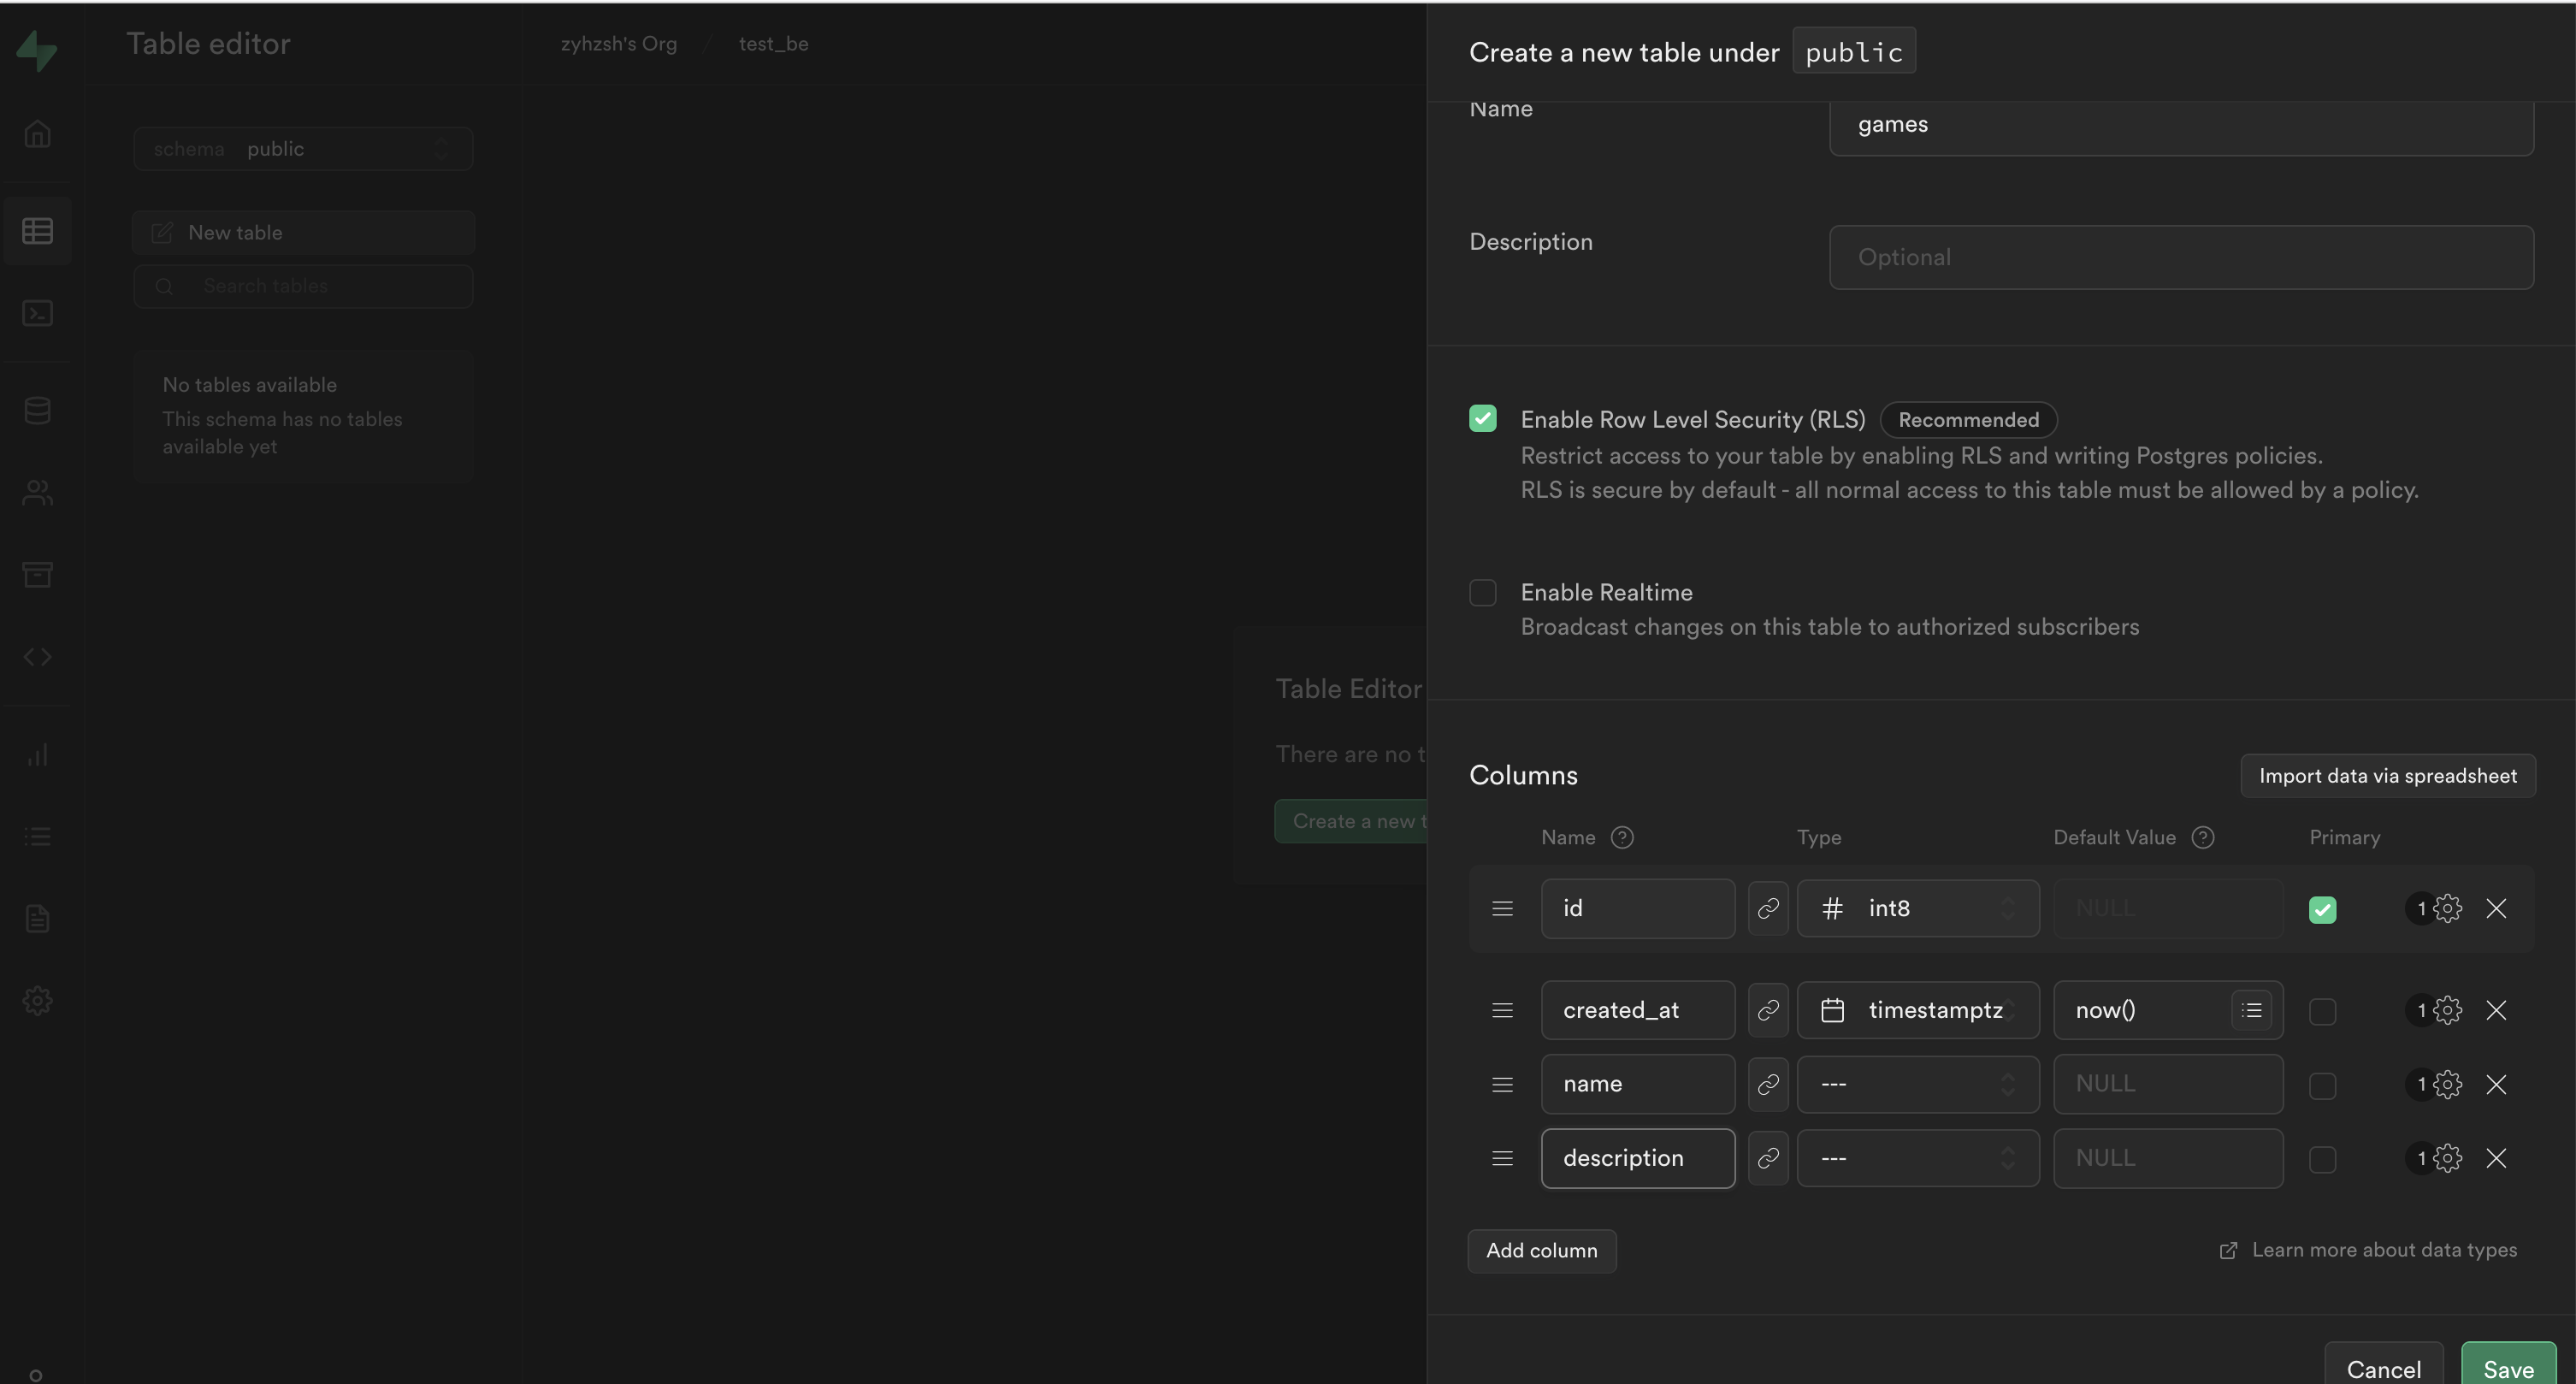 Table editor
zyhzsh's Org / test_be
schema public
New table
Search tables
No tables available
This schema has no tables
available yet
Table Editor
There are no t
Create a new t
Create a new table under public
Name
games
Description
Optional
Enable Row Level Security (RLS) Recommended
Restrict access to your table by enabling RLS and writing Postgres policies.
RLS is secure by default - all normal access to this table must be allowed by a policy.
Enable Realtime
Broadcast changes on this table to authorized subscribers
Columns
Import data via spreadsheet
Name Type Default Value Primary
id int8 NULL 1
created_at timestamptz now() 1
name --- NULL 1
description --- NULL 1
Add column
Learn more about data types
Cancel Save